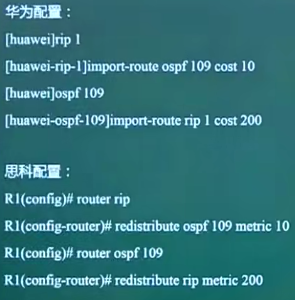 华为配置：
[huawei]rip 1
[huawei-rip-1]import-route ospf 109 cost 10
[huawei]ospf 109
[huawei-ospf-109]import-route rip 1 cost 200
思科配置：
R1(config)# router rip
R1(config-router)# redistribute ospf 109 metric 10
R1(config)# router ospf 109
R1(config-router)# redistribute rip metric 200